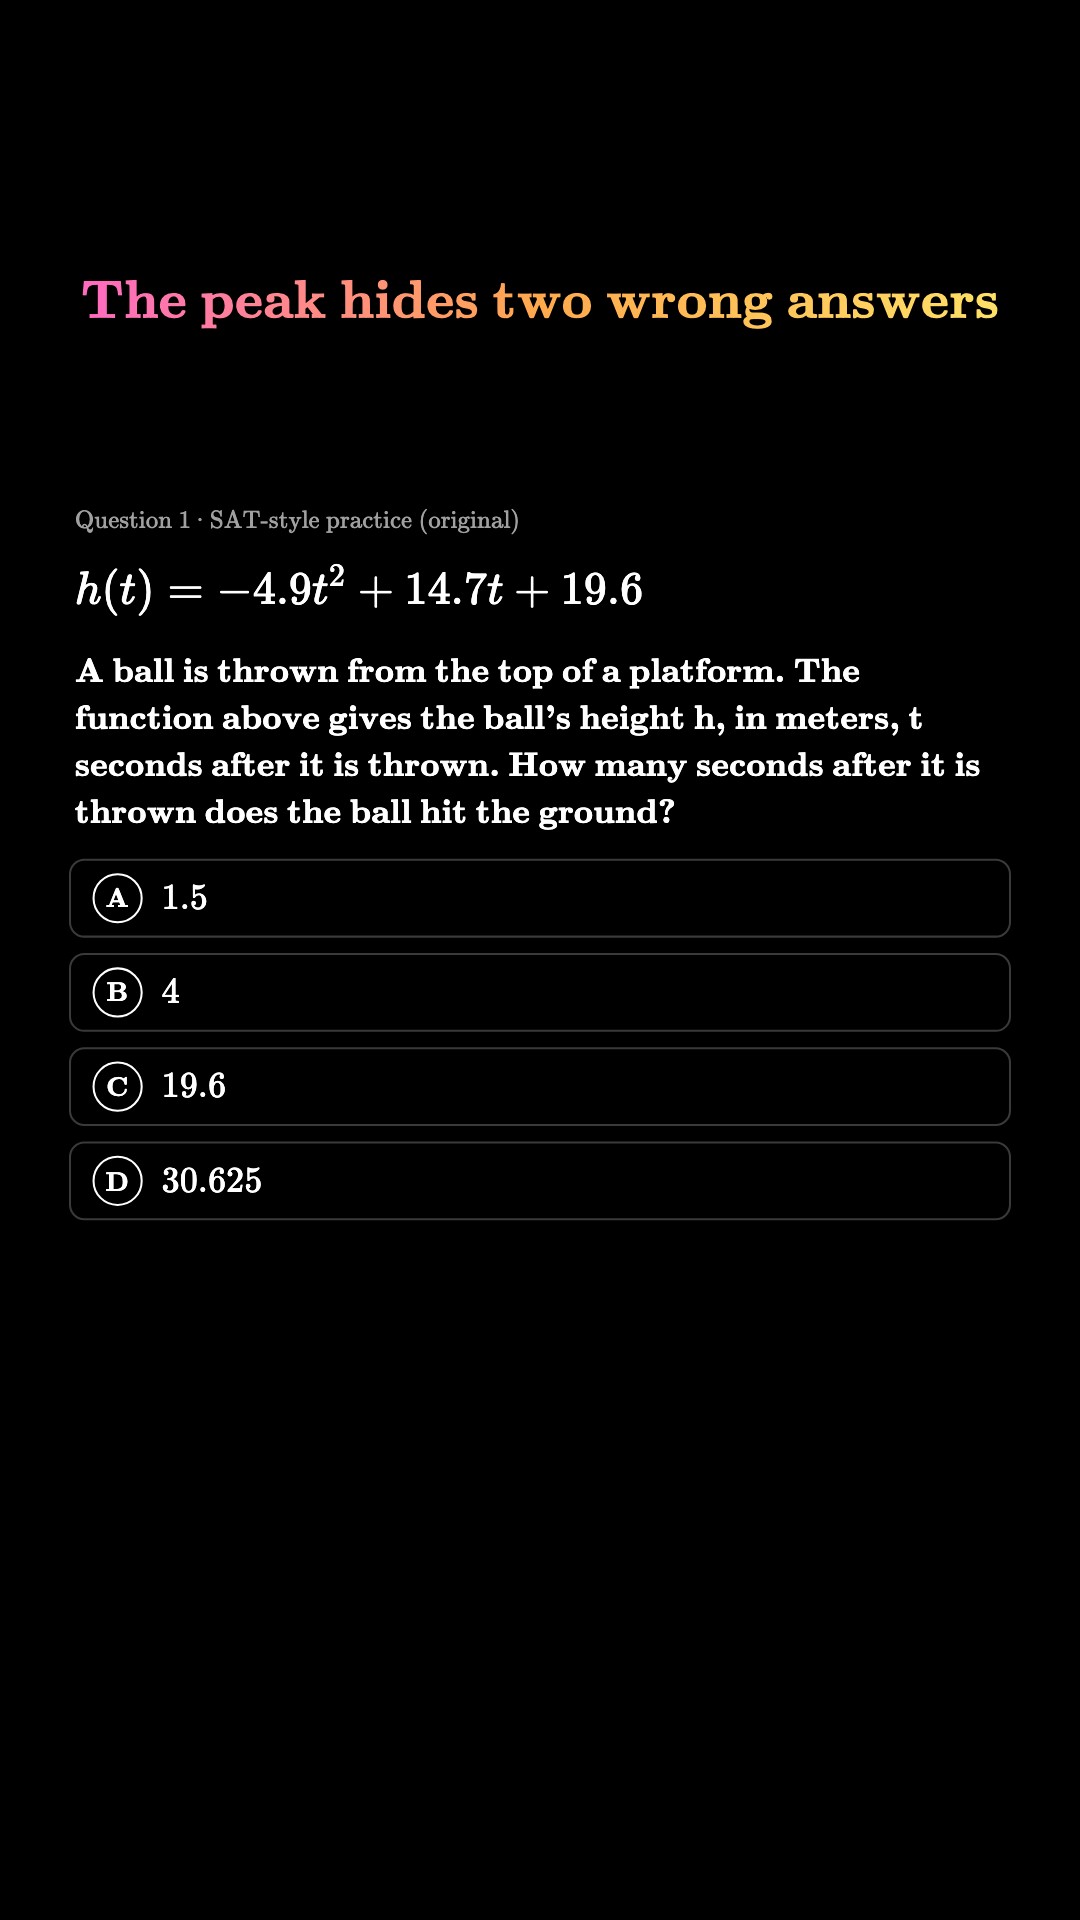 The peak hides two wrong answers
Question 1 · SAT-style practice (original)
h(t) = −4.9t² + 14.7t + 19.6
A ball is thrown from the top of a platform. The
function above gives the ball’s height h, in meters, t
seconds after it is thrown. How many seconds after it is
thrown does the ball hit the ground?
A 1.5
B 4
C 19.6
D 30.625